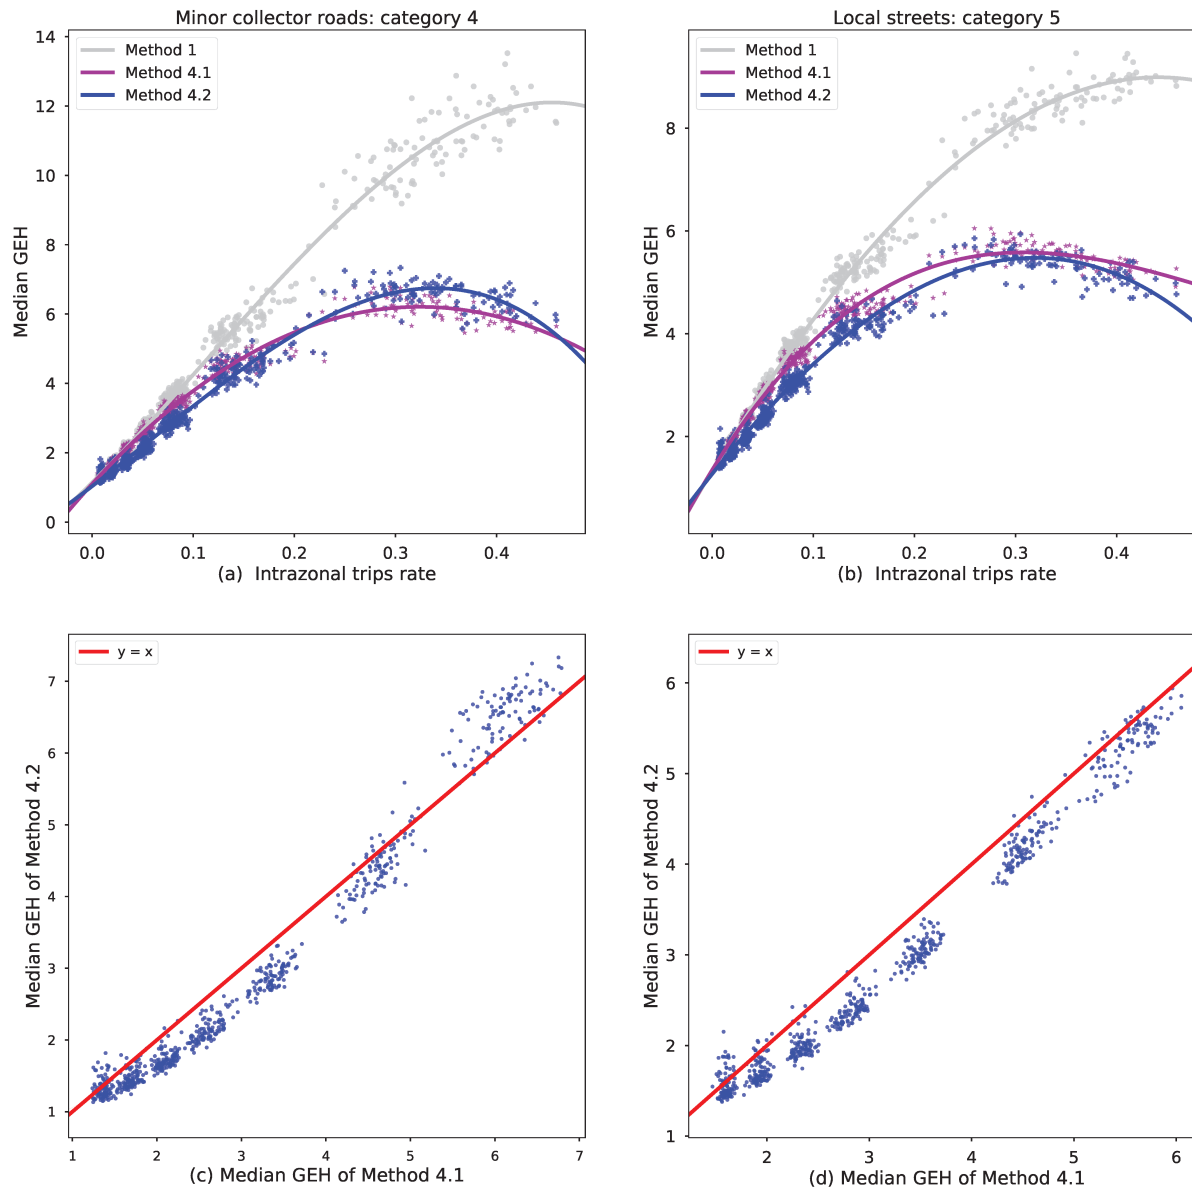 Minor collector roads: category 4
14
12
10
8
6
4
2
0
Median GEH
Method 1
Method 4.1
Method 4.2
0.0 0.1 0.2 0.3 0.4
(a) Intrazonal trips rate
Local streets: category 5
8
6
4
2
Median GEH
Method 1
Method 4.1
Method 4.2
0.0 0.1 0.2 0.3 0.4
(b) Intrazonal trips rate
7
6
5
4
3
2
1
Median GEH of Method 4.2
y = x
1 2 3 4 5 6 7
(c) Median GEH of Method 4.1
6
5
4
3
2
1
Median GEH of Method 4.2
y = x
2 3 4 5 6
(d) Median GEH of Method 4.1